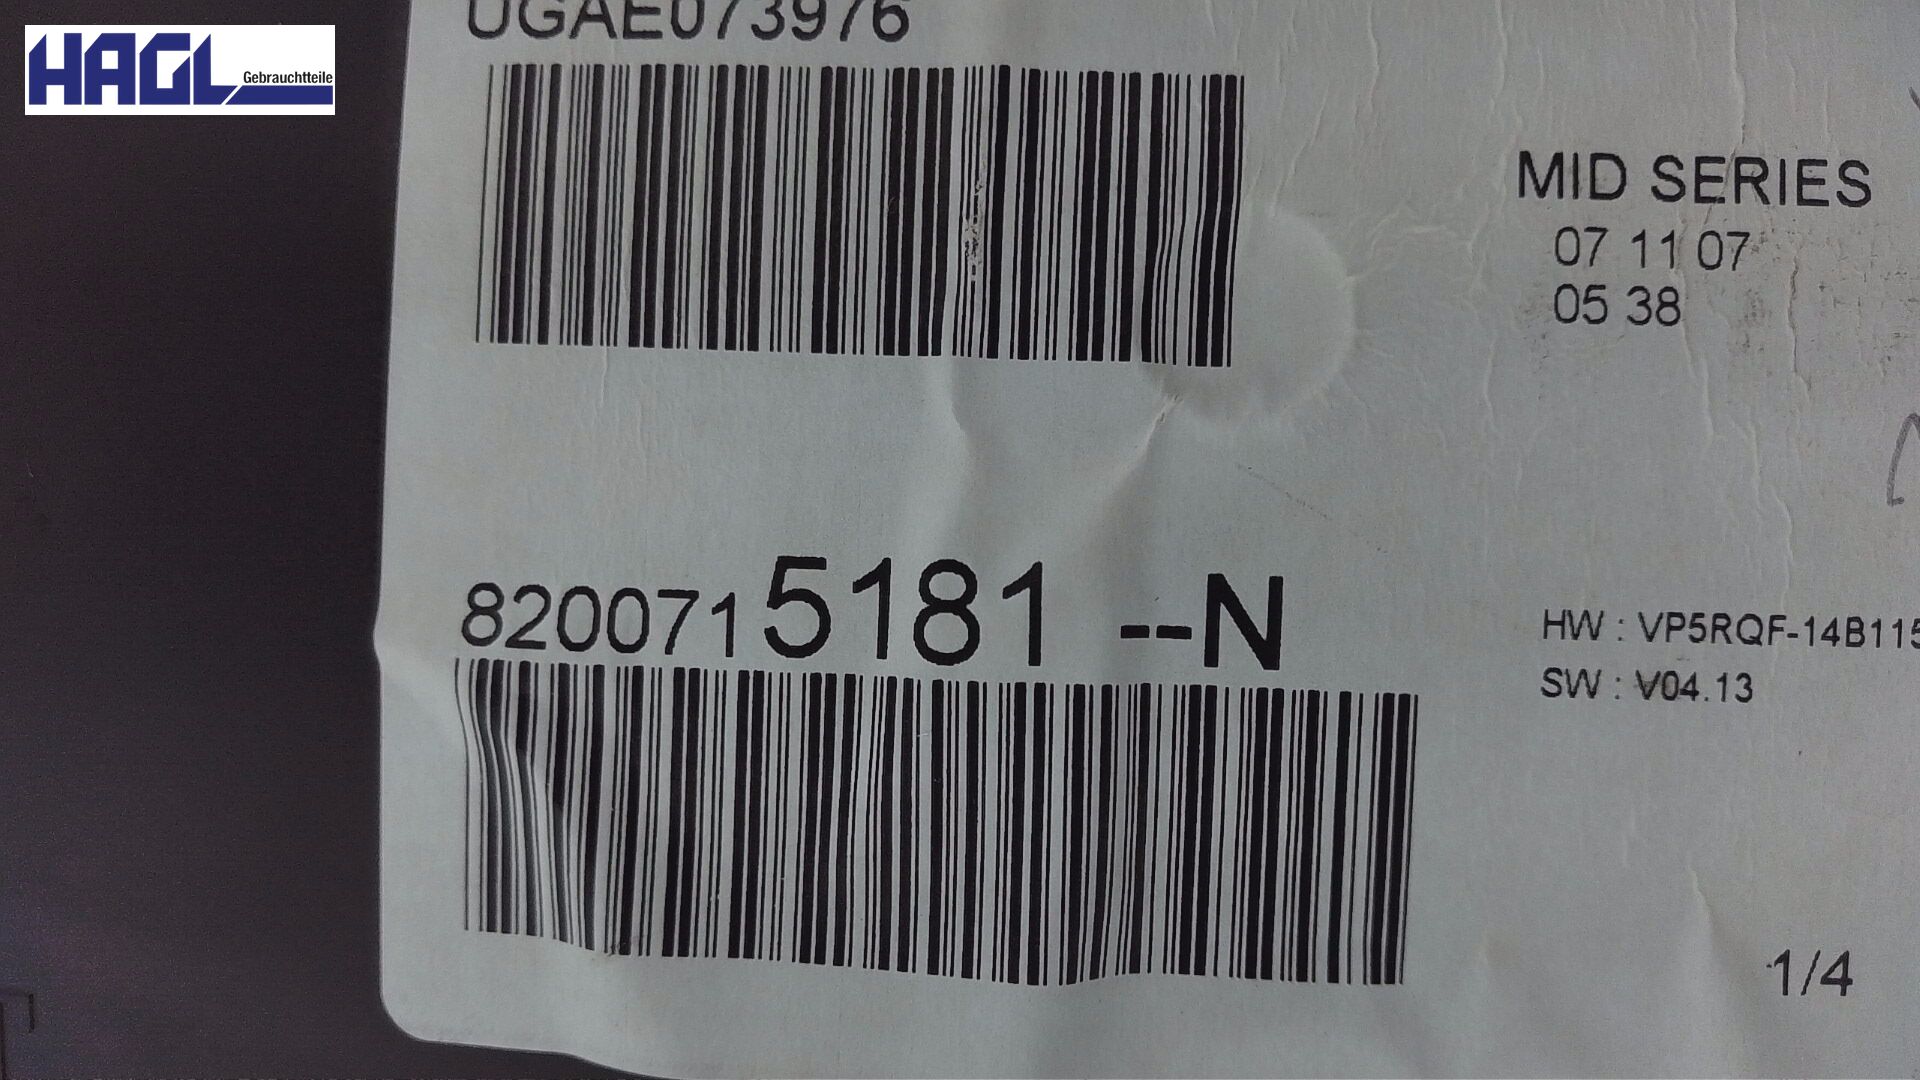 HAGL Gebrauchtteile
UGAE073976
MID SERIES
07 11 07
05 38
8200715181 --N
HW : VP5RQF-14B115
SW : V04.13
1/4